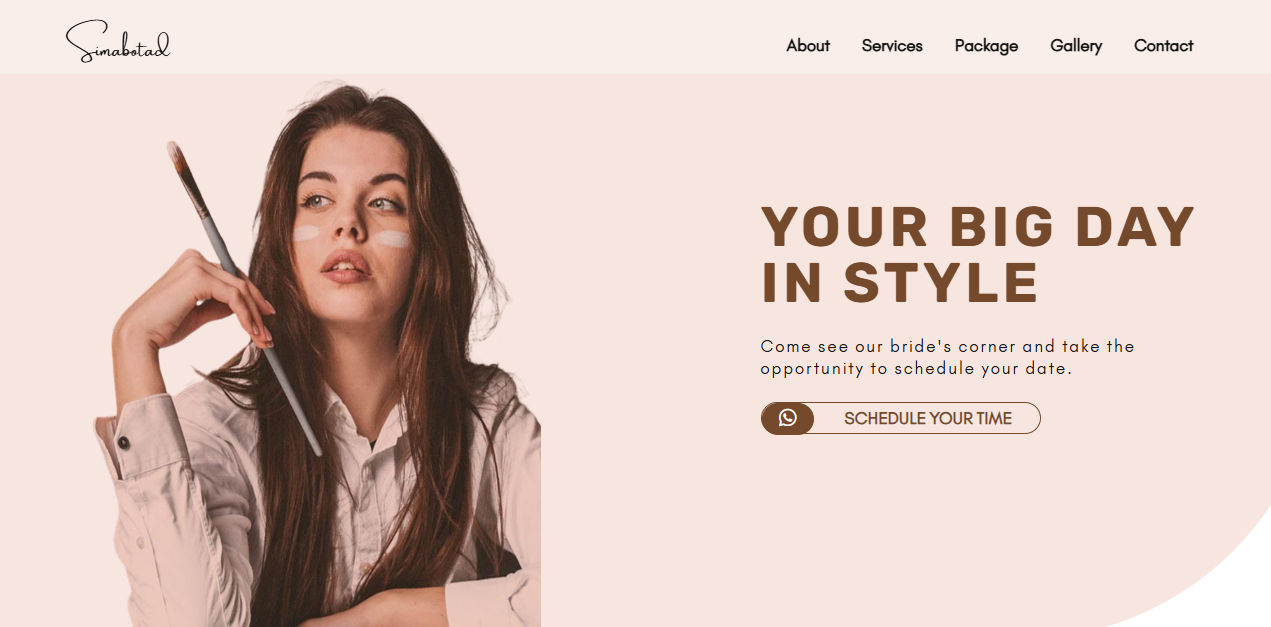 Simabotad
About Services Package Gallery Contact
YOUR BIG DAY
IN STYLE
Come see our bride's corner and take the
opportunity to schedule your date.
SCHEDULE YOUR TIME